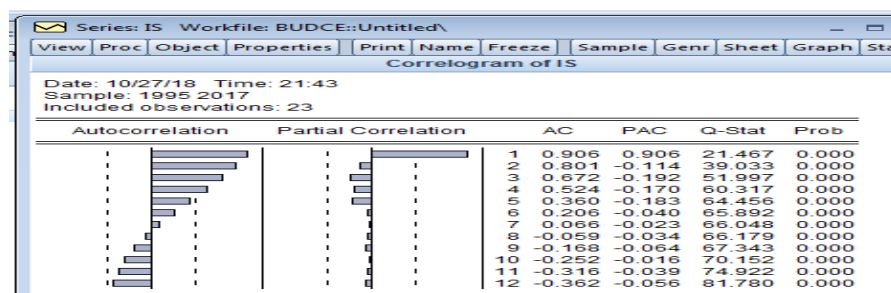 Series: IS Workfile: BUDCE::Untitled\
View Proc Object Properties Print Name Freeze Sample Genr Sheet Graph Sta
Correlogram of IS
Date: 10/27/18 Time: 21:43
Sample: 1995 2017
Included observations: 23
Autocorrelation Partial Correlation AC PAC Q-Stat Prob
1 0.906 0.906 21.467 0.000
2 0.801 -0.114 39.033 0.000
3 0.672 -0.192 51.997 0.000
4 0.524 -0.170 60.317 0.000
5 0.360 -0.183 64.456 0.000
6 0.206 -0.040 65.892 0.000
7 0.066 -0.023 66.048 0.000
8 -0.059 -0.034 66.179 0.000
9 -0.168 -0.064 67.343 0.000
10 -0.252 -0.016 70.152 0.000
11 -0.316 -0.039 74.922 0.000
12 -0.362 -0.056 81.780 0.000